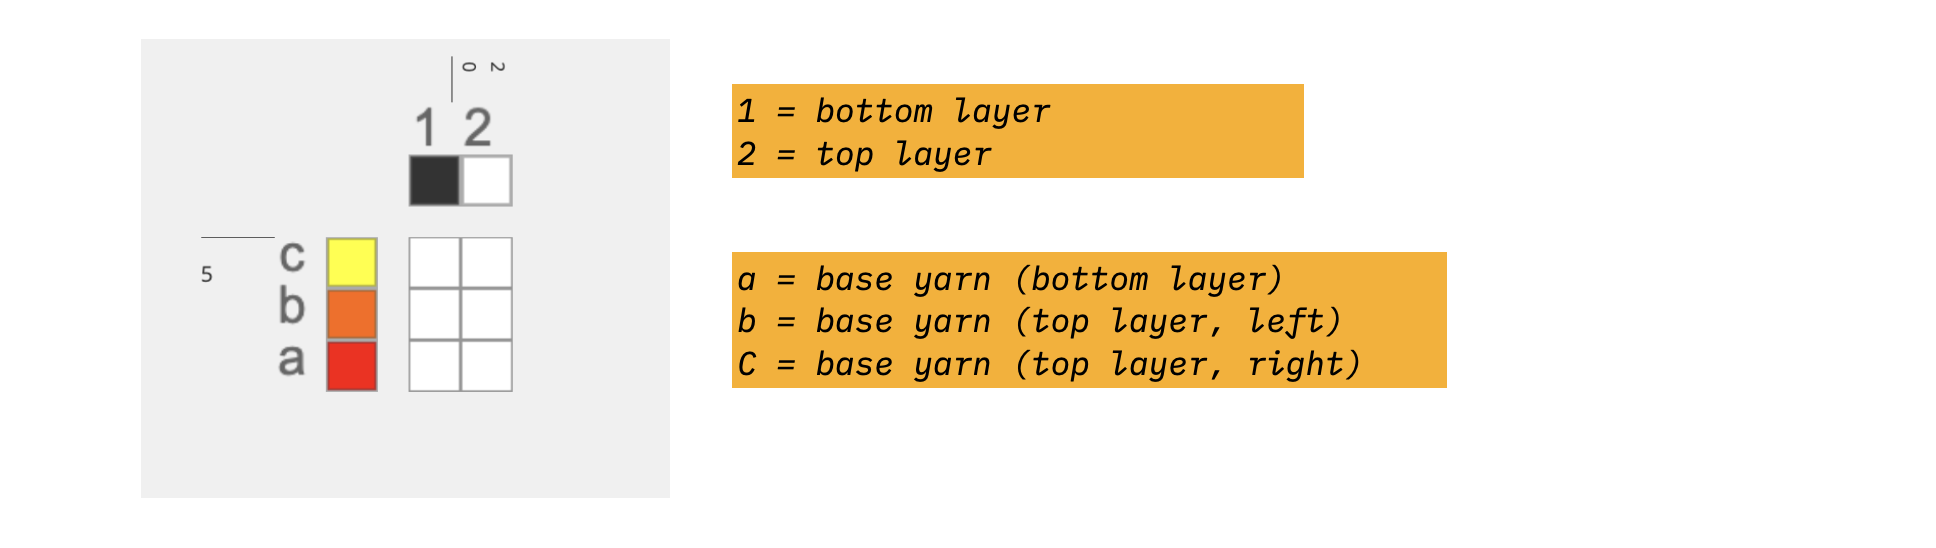 0 2
1 2
c
5
b
a
1 = bottom layer
2 = top layer
a = base yarn (bottom layer)
b = base yarn (top layer, left)
C = base yarn (top layer, right)